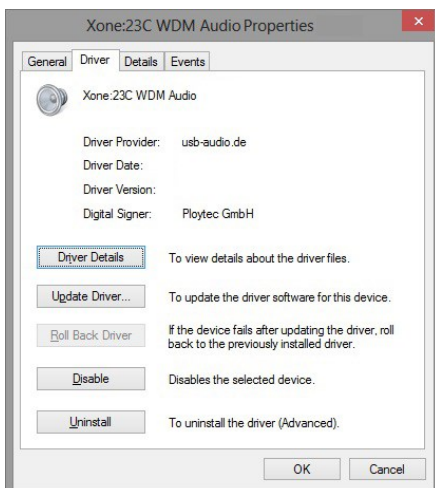 Xone:23C WDM Audio Properties
General Driver Details Events
Xone:23C WDM Audio
Driver Provider: usb-audio.de
Driver Date:
Driver Version:
Digital Signer: Ploytec GmbH
Driver Details To view details about the driver files.
Update Driver... To update the driver software for this device.
Roll Back Driver If the device fails after updating the driver, roll
back to the previously installed driver.
Disable Disables the selected device.
Uninstall To uninstall the driver (Advanced).
OK Cancel